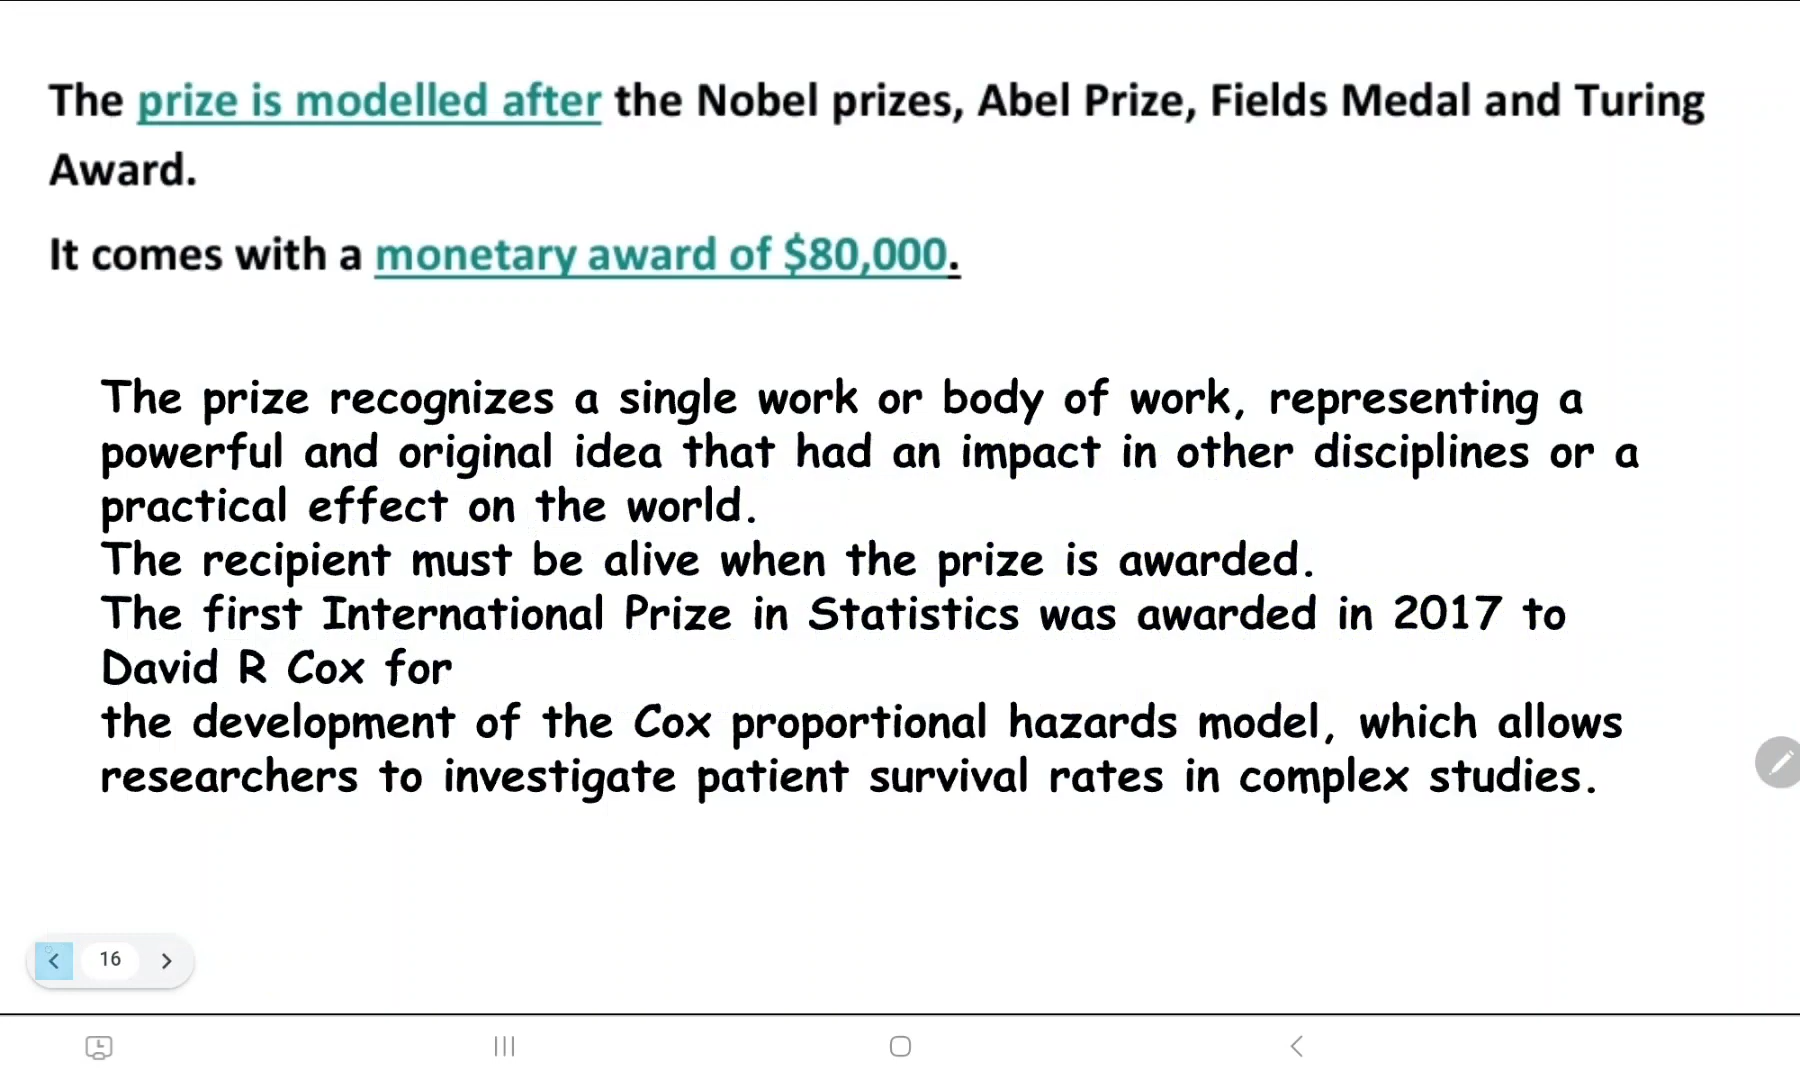 The prize is modelled after the Nobel prizes, Abel Prize, Fields Medal and Turing
Award.
It comes with a monetary award of $80,000.
The prize recognizes a single work or body of work, representing a
powerful and original idea that had an impact in other disciplines or a
practical effect on the world.
The recipient must be alive when the prize is awarded.
The first International Prize in Statistics was awarded in 2017 to
David R Cox for
the development of the Cox proportional hazards model, which allows
researchers to investigate patient survival rates in complex studies.
16